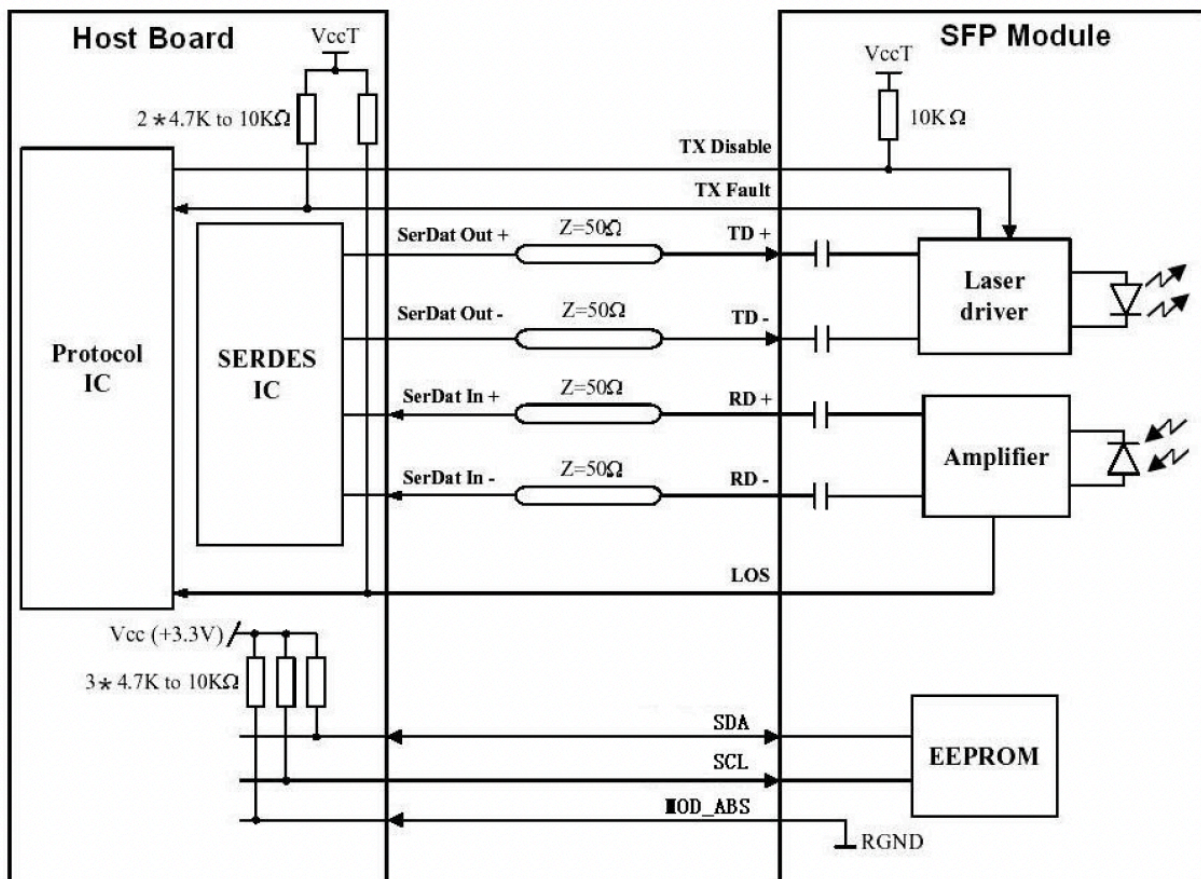 Host Board
SFP Module
VccT
VccT
2*4.7K to 10KΩ
10KΩ
TX Disable
TX Fault
SerDat Out +
Z=50Ω
TD +
Laser
driver
SerDat Out -
Z=50Ω
TD -
Protocol
IC
SERDES
IC
SerDat In +
Z=50Ω
RD +
Amplifier
SerDat In -
Z=50Ω
RD -
LOS
Vcc (+3.3V)
3*4.7K to 10KΩ
SDA
SCL
EEPROM
MOD_ABS
RGND